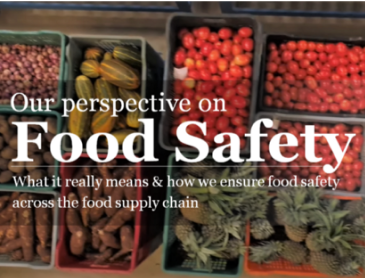 Our perspective on
Food Safety
What it really means & how we ensure food safety
across the food supply chain